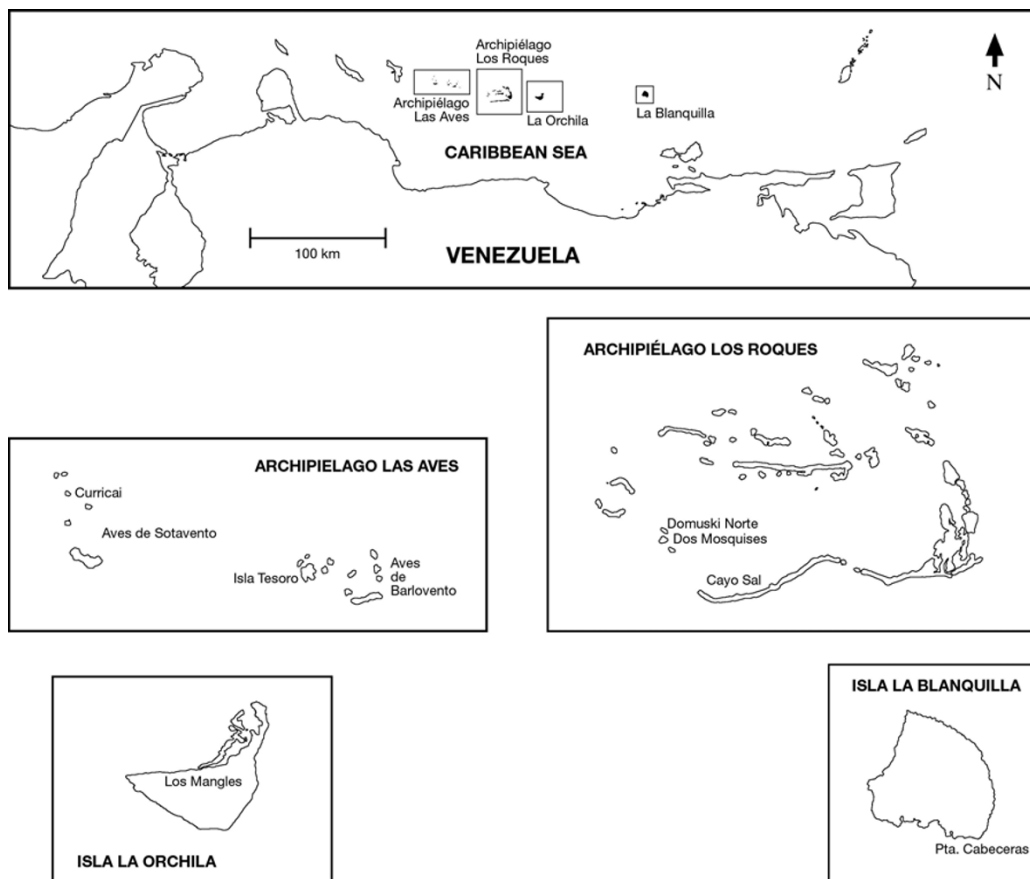 Archipiélago
Los Roques
N
Archipiélago
Las Aves
La Orchila
La Blanquilla
CARIBBEAN SEA
100 km
VENEZUELA
ARCHIPIÉLAGO LOS ROQUES
ARCHIPIELAGO LAS AVES
Curricai
Aves de Sotavento
Isla Tesoro
Aves
de
Barlovento
Domuski Norte
Dos Mosquises
Cayo Sal
Los Mangles
ISLA LA ORCHILA
ISLA LA BLANQUILLA
Pta. Cabeceras